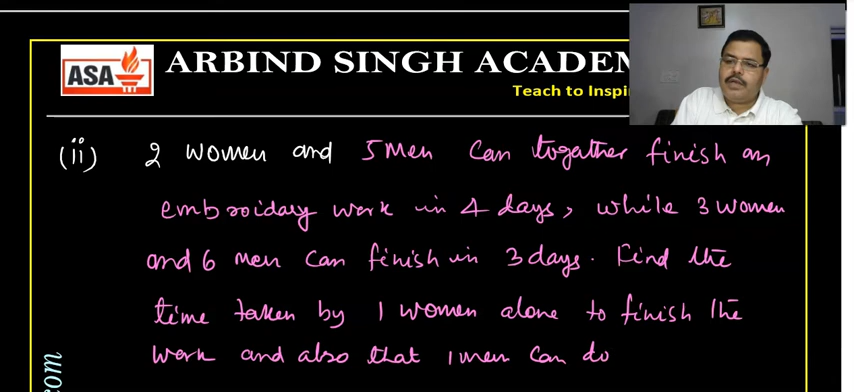 ASA
ARBIND SINGH ACADEM
Teach to Inspi
(ii) 2 women and 5 Men can together finish an
embroidary work in 4 days, while 3 women
and 6 men can finish in 3 days. Find the
time taken by 1 women alone to finish the
work and also that 1 men can do
com